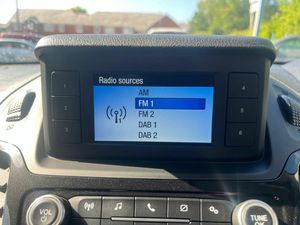 Radio sources
AM
FM 1
FM 2
DAB 1
DAB 2
1
2
3
4
5
6
VOL
TUNE
OK